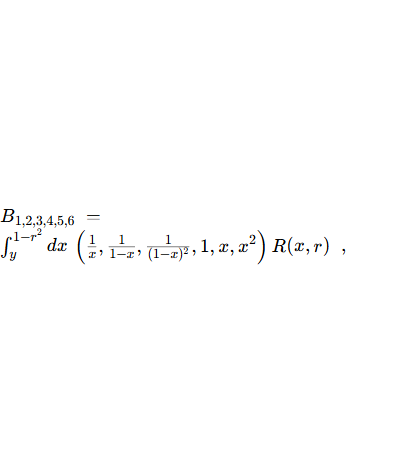 B_{1,2,3,4,5,6} =
\int_y^{1-r^2} dx \left( \frac{1}{x}, \frac{1}{1-x}, \frac{1}{(1-x)^2}, 1, x, x^2 \right) R(x,r) ,